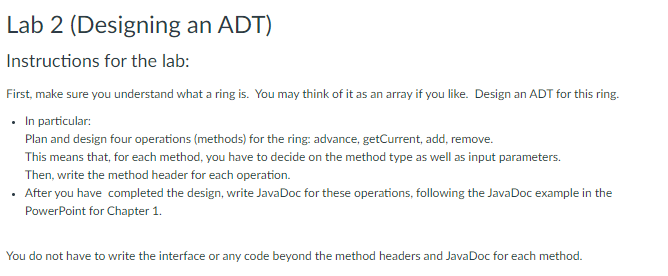 Lab 2 (Designing an ADT)
Instructions for the lab:
First, make sure you understand what a ring is. You may think of it as an array if you like. Design an ADT for this ring.
• In particular:
Plan and design four operations (methods) for the ring: advance, getCurrent, add, remove.
This means that, for each method, you have to decide on the method type as well as input parameters.
Then, write the method header for each operation.
• After you have completed the design, write JavaDoc for these operations, following the JavaDoc example in the
PowerPoint for Chapter 1.
You do not have to write the interface or any code beyond the method headers and JavaDoc for each method.